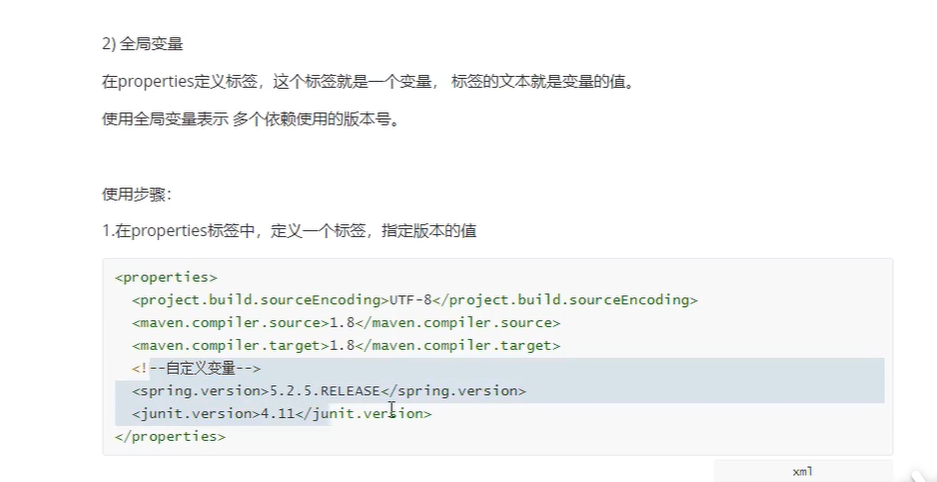 2) 全局变量
在properties定义标签，这个标签就是一个变量， 标签的文本就是变量的值。
使用全局变量表示 多个依赖使用的版本号。
使用步骤：
1.在properties标签中，定义一个标签，指定版本的值
<properties>
<project.build.sourceEncoding>UTF-8</project.build.sourceEncoding>
<maven.compiler.source>1.8</maven.compiler.source>
<maven.compiler.target>1.8</maven.compiler.target>
<!--自定义变量-->
<spring.version>5.2.5.RELEASE</spring.version>
<junit.version>4.11</junit.version>
</properties>
xml